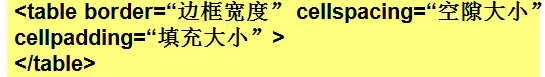 <table border=“边框宽度” cellspacing=“空隙大小”
cellpadding=“填充大小”>
</table>